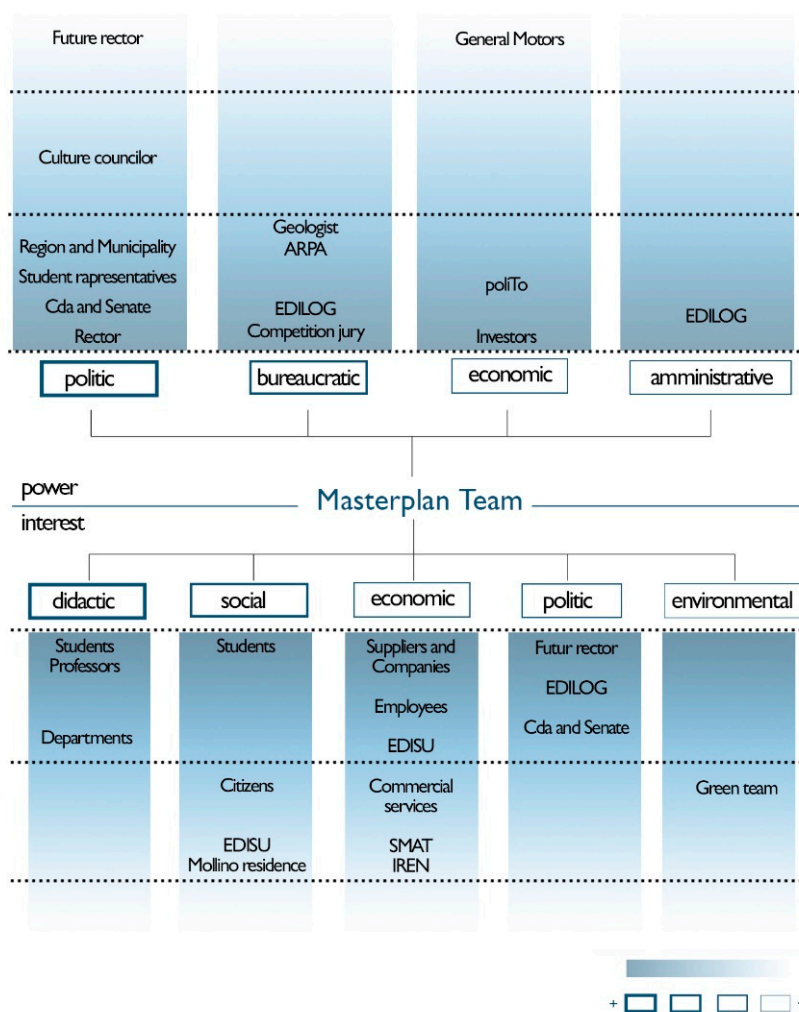 Future rector
General Motors
Culture councilor
Geologist
ARPA
Region and Municipality
Student rapresentatives
poliTo
Cda and Senate
EDILOG
EDILOG
Rector
Competition jury
Investors
politic
bureaucratic
economic
amministrative
power
Masterplan Team
interest
didactic
social
economic
politic
environmental
Students
Professors
Students
Suppliers and
Companies
Futur rector
Employees
EDILOG
Departments
EDISU
Cda and Senate
Citizens
Commercial
services
Green team
EDISU
Mollino residence
SMAT
IREN
+ -